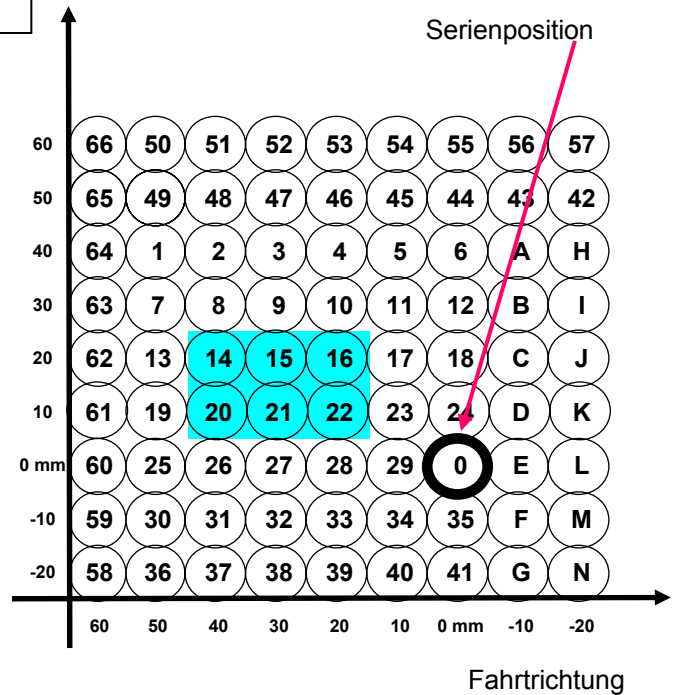 Serienposition
60 66 50 51 52 53 54 55 56 57
50 65 49 48 47 46 45 44 43 42
40 64 1 2 3 4 5 6 A H
30 63 7 8 9 10 11 12 B I
20 62 13 14 15 16 17 18 C J
10 61 19 20 21 22 23 24 D K
0 mm 60 25 26 27 28 29 0 E L
-10 59 30 31 32 33 34 35 F M
-20 58 36 37 38 39 40 41 G N
60 50 40 30 20 10 0 mm -10 -20
Fahrtrichtung